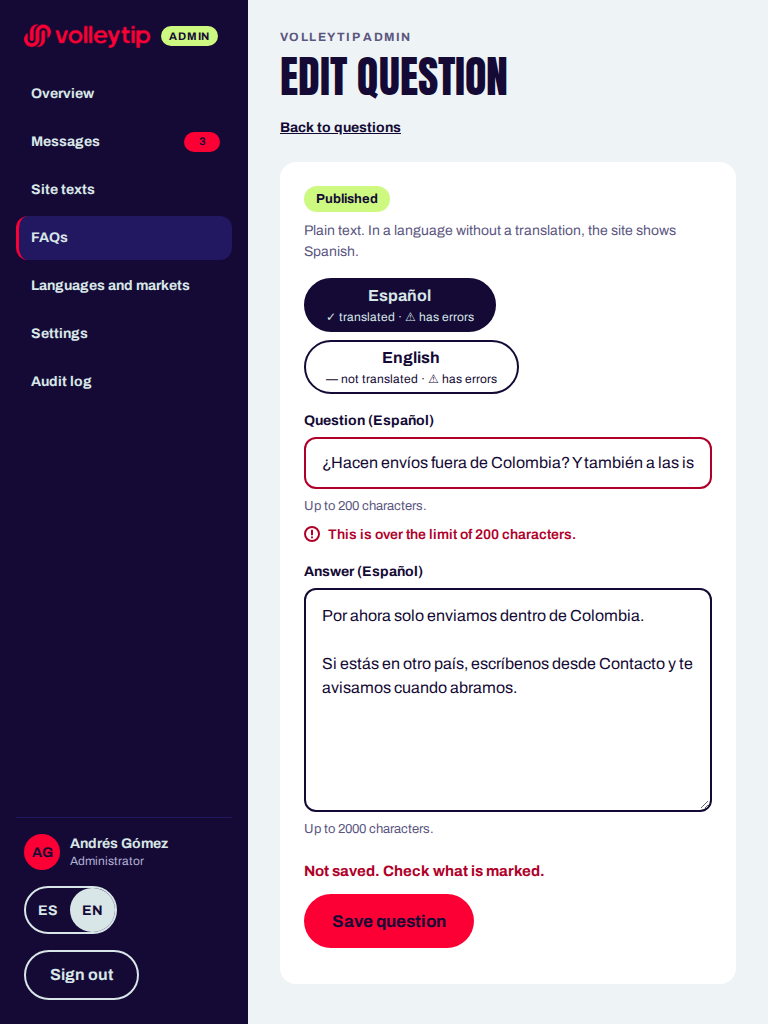 volleytip ADMIN
Overview
Messages 3
Site texts
FAQs
Languages and markets
Settings
Audit log
AG
Andrés Gómez
Administrator
ES EN
Sign out
VOLLEYTIP ADMIN
EDIT QUESTION
Back to questions
Published
Plain text. In a language without a translation, the site shows
Spanish.
Español
✓ translated · ⚠ has errors
English
— not translated · ⚠ has errors
Question (Español)
¿Hacen envíos fuera de Colombia? Y también a las is
Up to 200 characters.
This is over the limit of 200 characters.
Answer (Español)
Por ahora solo enviamos dentro de Colombia.
Si estás en otro país, escríbenos desde Contacto y te
avisamos cuando abramos.
Up to 2000 characters.
Not saved. Check what is marked.
Save question